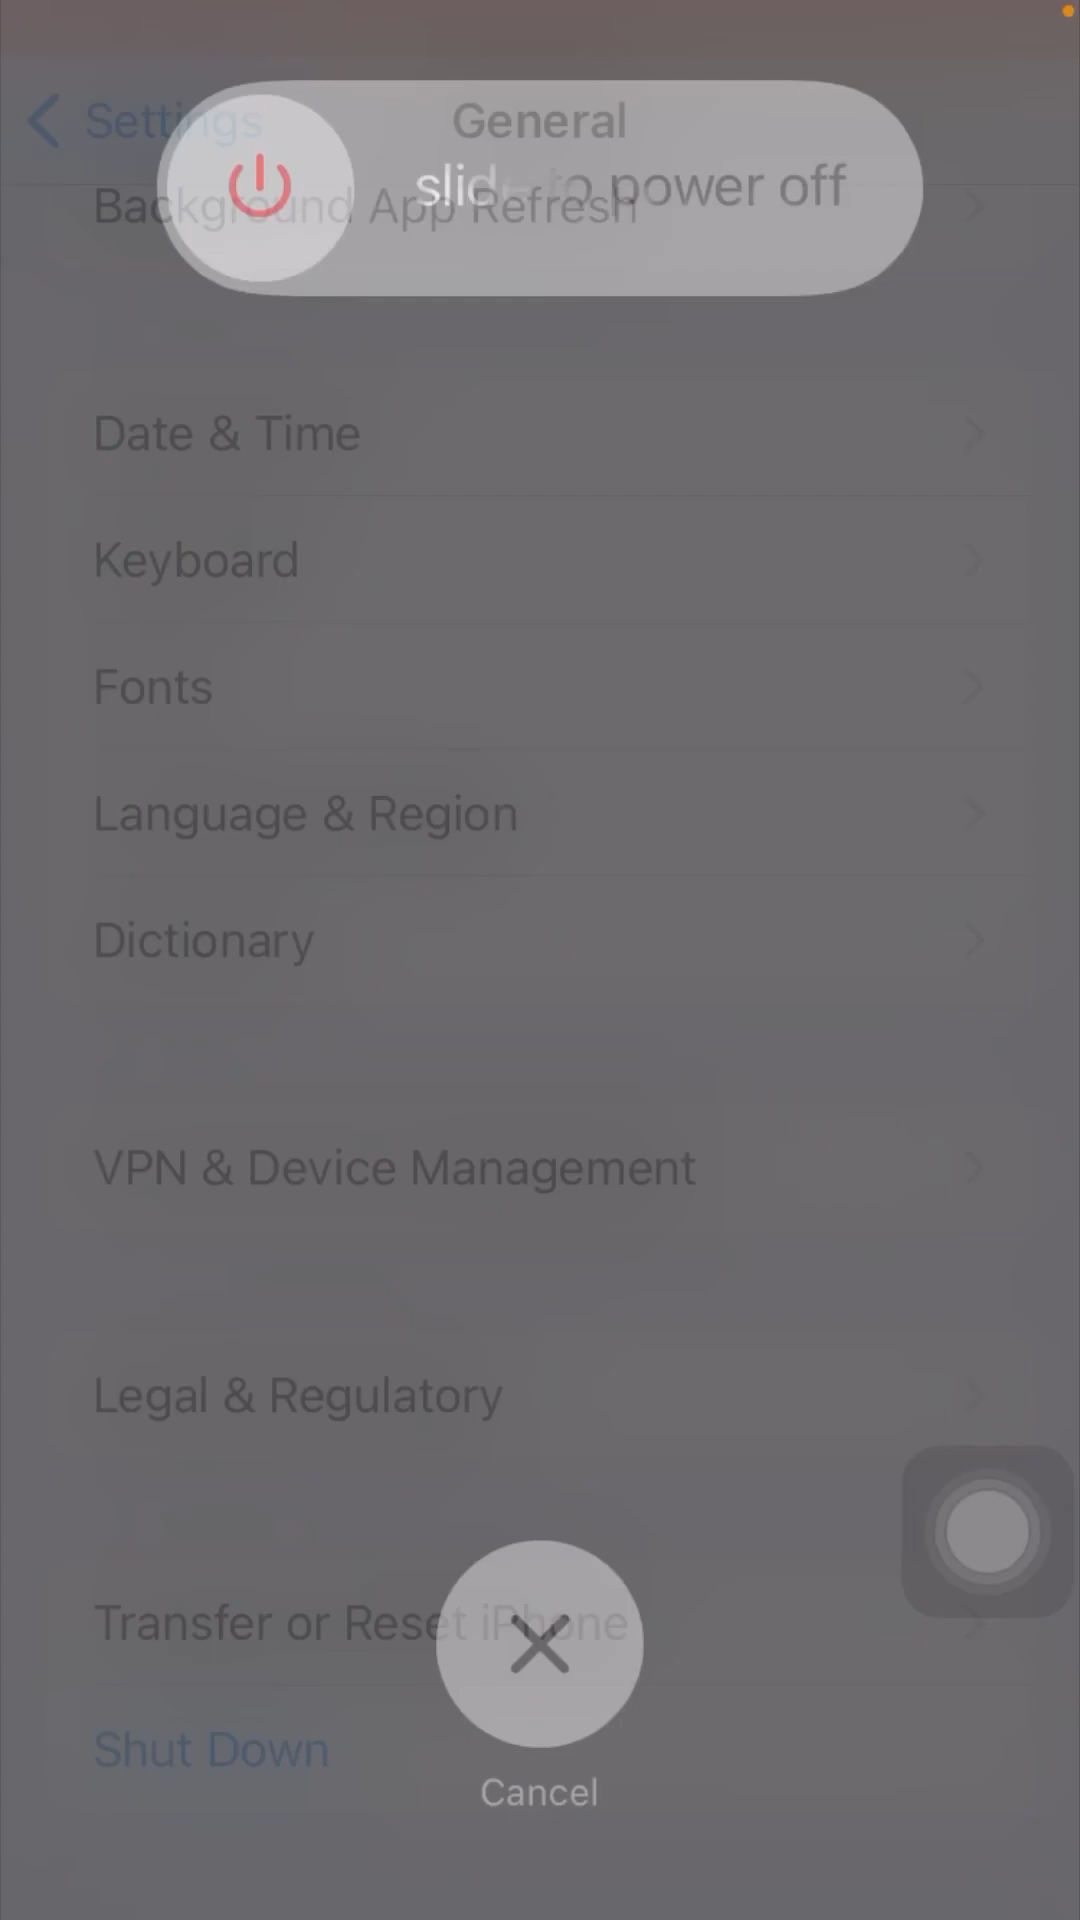 Settings
General
slide to power off
Background App Refresh
Date & Time
Keyboard
Fonts
Language & Region
Dictionary
VPN & Device Management
Legal & Regulatory
Transfer or Reset iPhone
Shut Down
Cancel